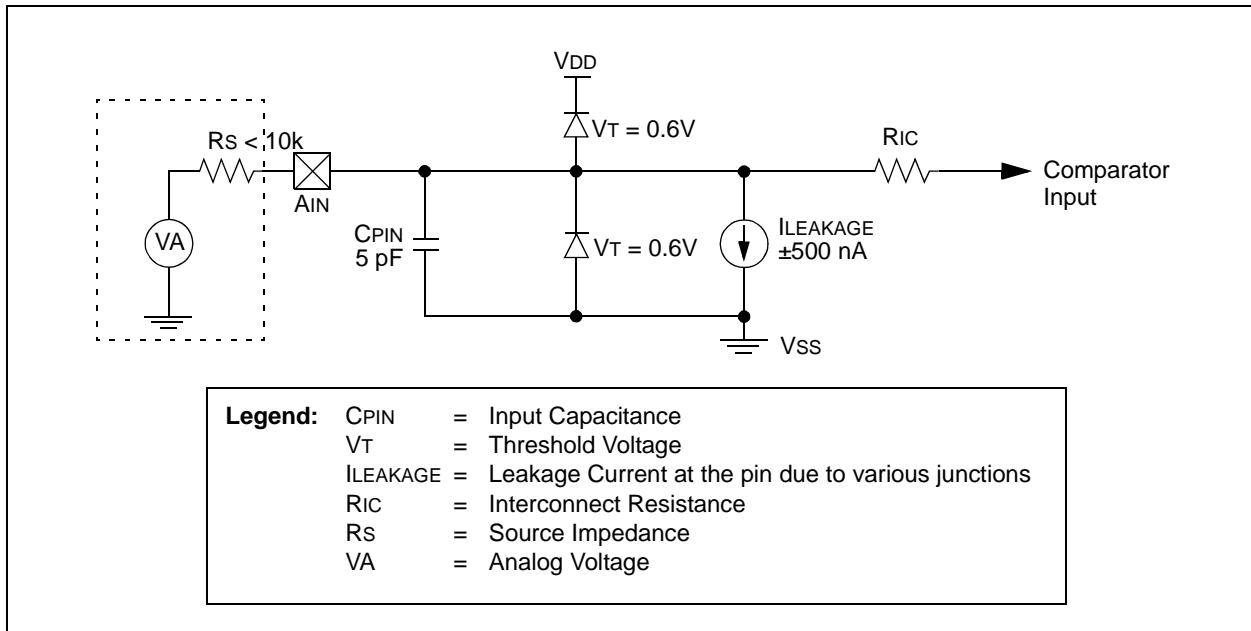 VDD
VT = 0.6V
RS < 10k
RIC
AIN
Comparator
Input
VA
CPIN
5 pF
VT = 0.6V
ILEAKAGE
±500 nA
VSS
Legend: CPIN = Input Capacitance
VT = Threshold Voltage
ILEAKAGE = Leakage Current at the pin due to various junctions
RIC = Interconnect Resistance
RS = Source Impedance
VA = Analog Voltage